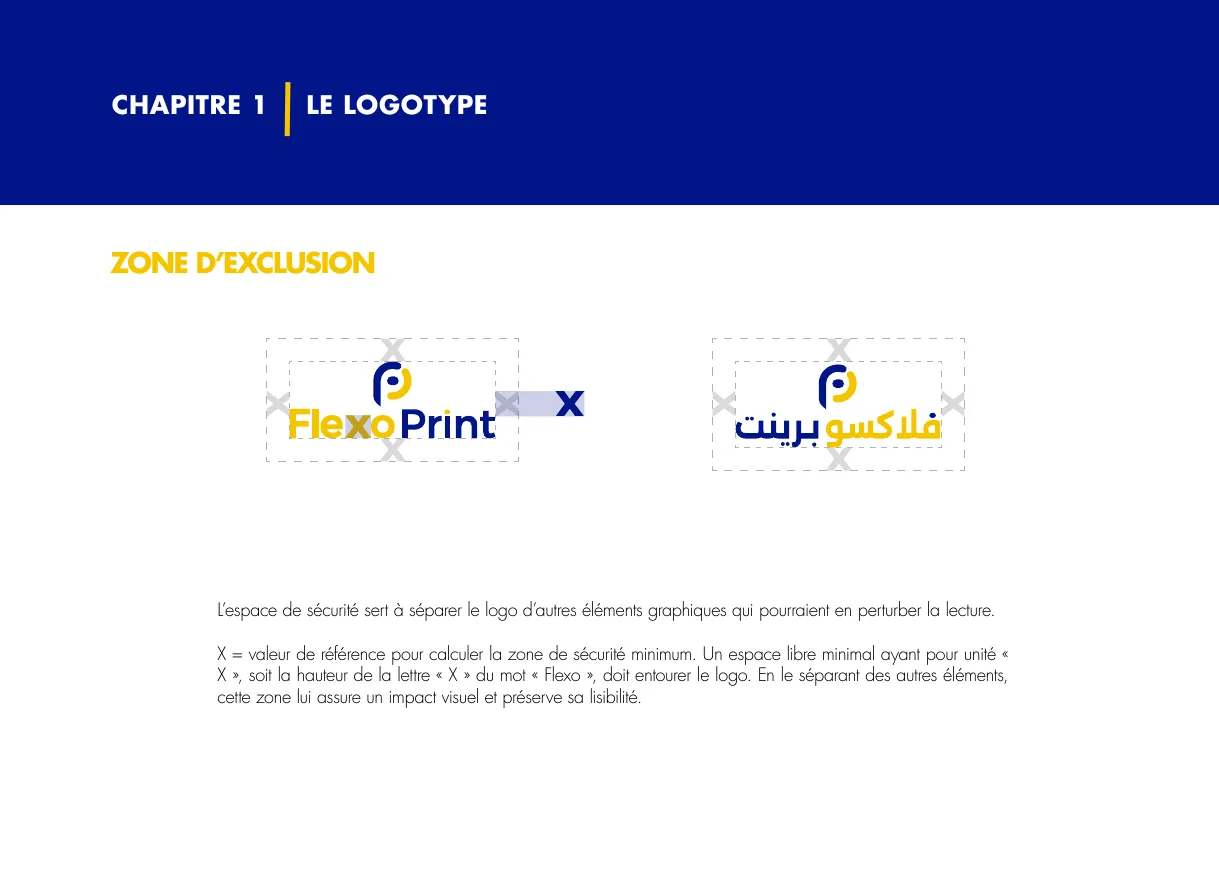 CHAPITRE 1 | LE LOGOTYPE
ZONE D’EXCLUSION
X
X
Flexo Print
X
X
X
X
X
فلاكسو برينت
X
X
L’espace de sécurité sert à séparer le logo d’autres éléments graphiques qui pourraient en perturber la lecture.
X = valeur de référence pour calculer la zone de sécurité minimum. Un espace libre minimal ayant pour unité «
X », soit la hauteur de la lettre « X » du mot « Flexo », doit entourer le logo. En le séparant des autres éléments,
cette zone lui assure un impact visuel et préserve sa lisibilité.